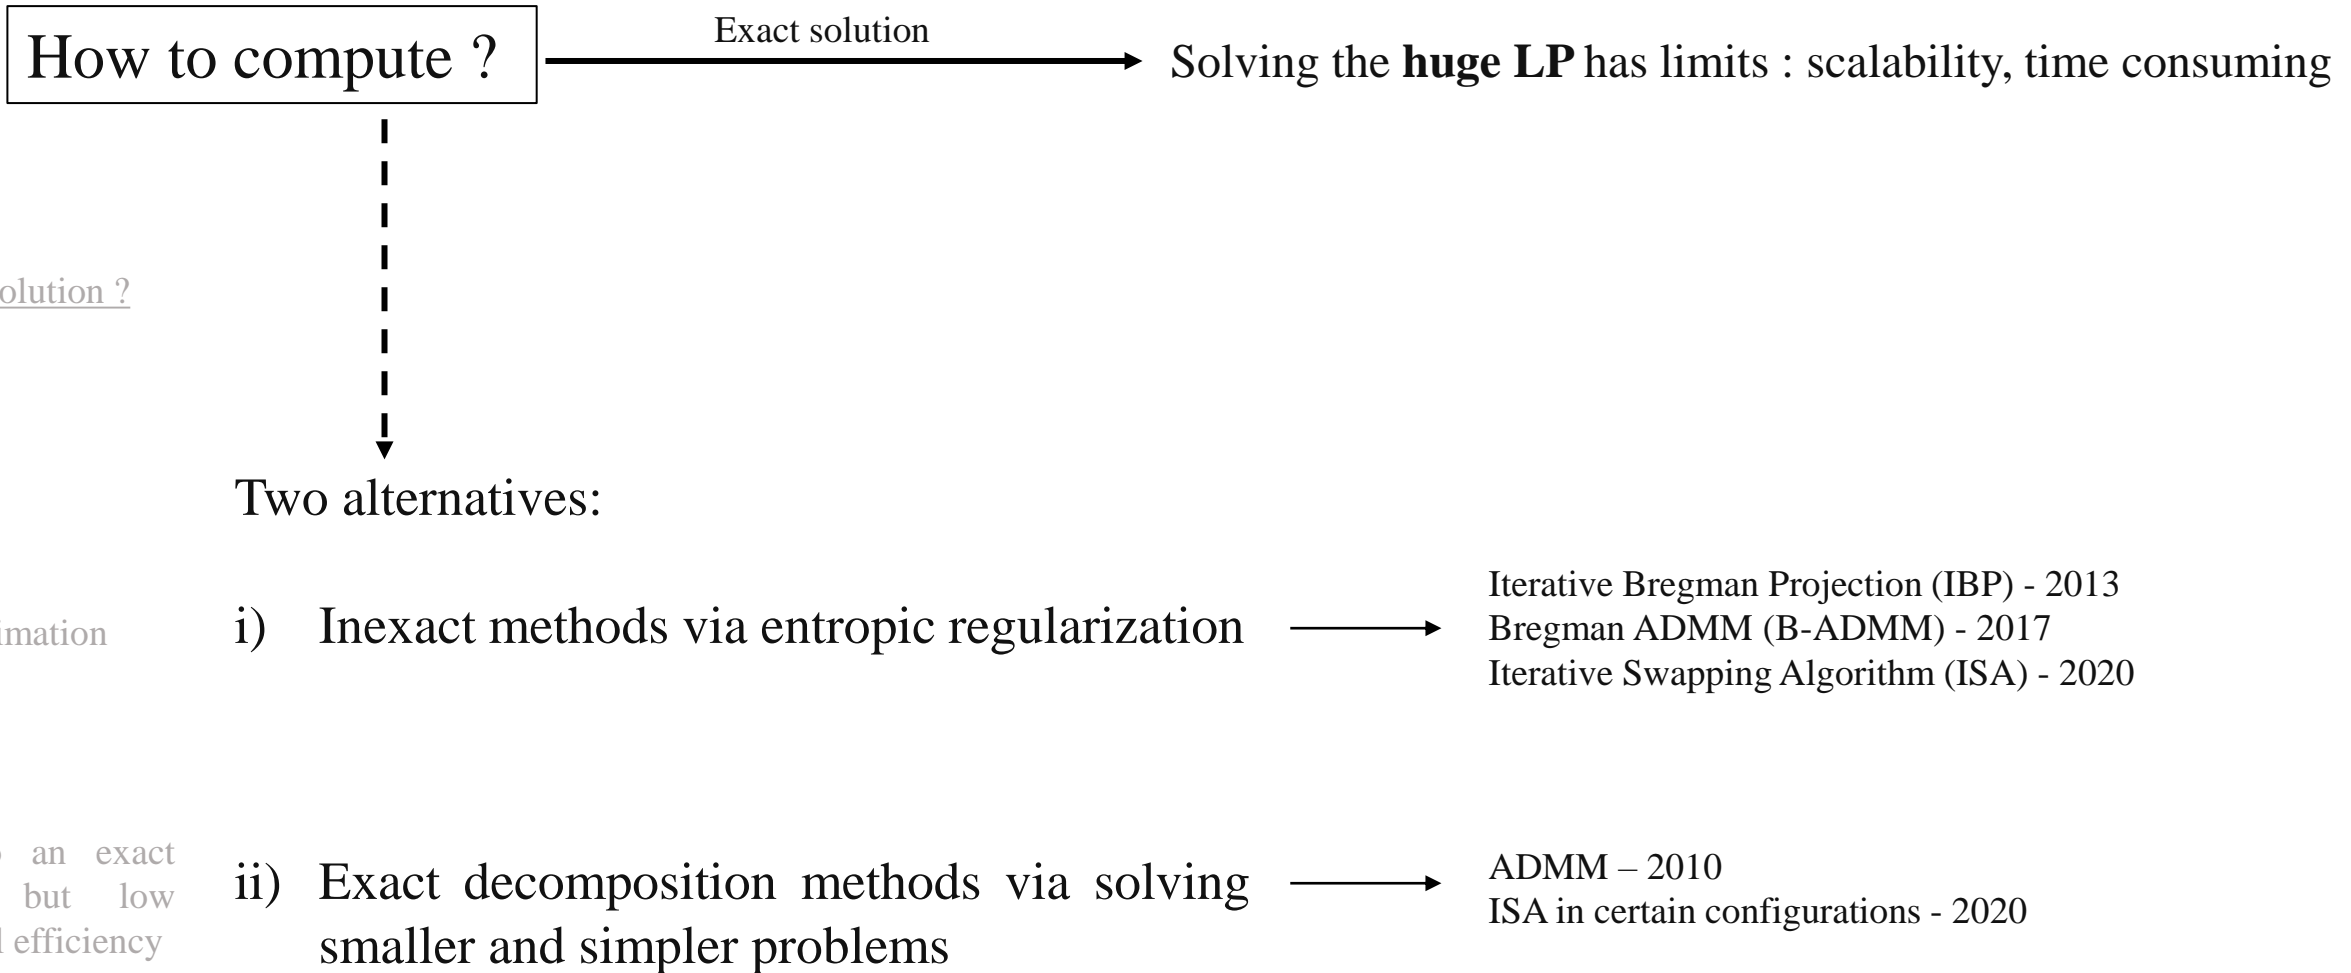 How to compute ?
Exact solution
Solving the huge LP has limits : scalability, time consuming
?
Two alternatives:
i) Inexact methods via entropic regularization
Iterative Bregman Projection (IBP) - 2013
Bregman ADMM (B-ADMM) - 2017
Iterative Swapping Algorithm (ISA) - 2020
an exact
but low
efficiency
ii) Exact decomposition methods via solving
smaller and simpler problems
ADMM – 2010
ISA in certain configurations - 2020